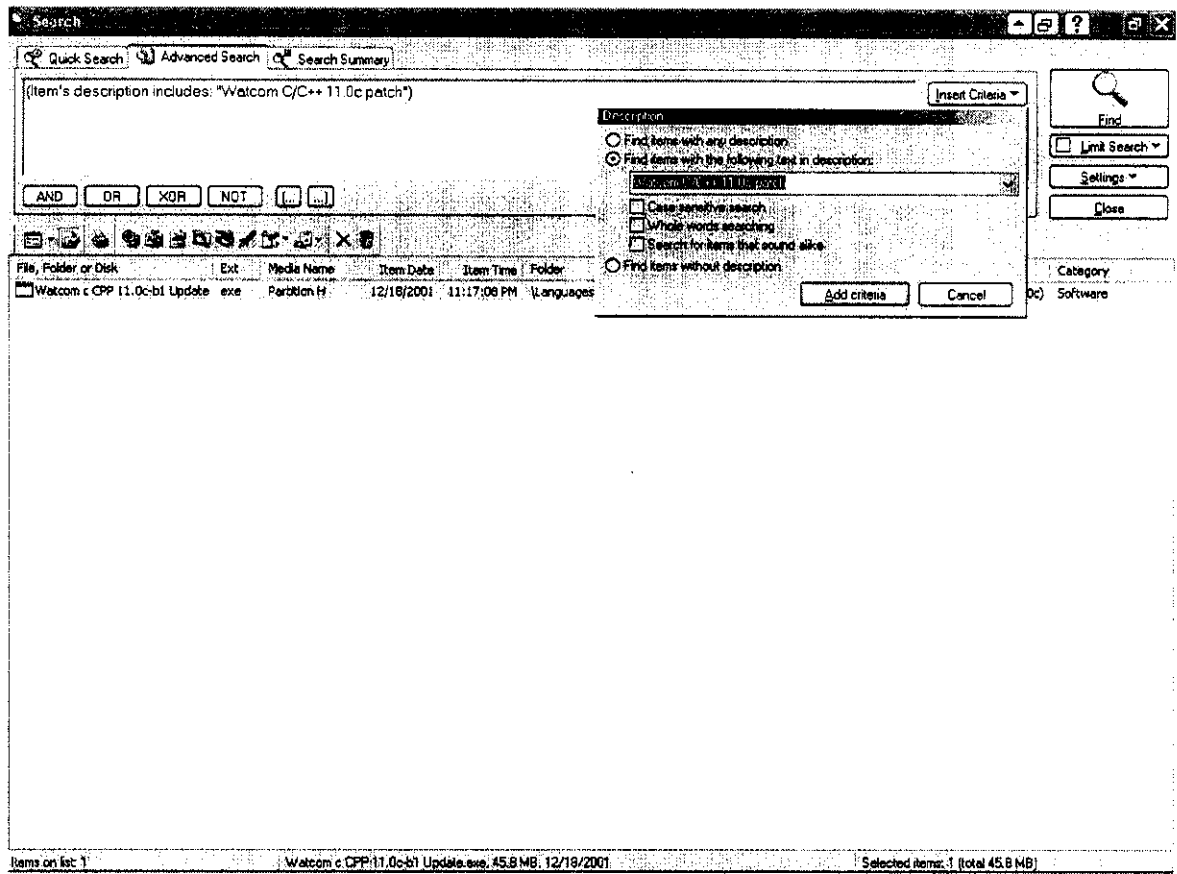 Search
Quick Search Advanced Search Search Summary
(Item's description includes: "Watcom C/C++ 11.0c patch")
Insert Criteria
Find
Limit Search
Settings
Close
AND OR XOR NOT (... ...)
Description
Find items with any description
Find items with the following text in description:
Watcom C/C++ 11.0c patch
Case sensitive search
Whole words searching
Search for items that sound alike
Find items without description
Add criteria Cancel
File, Folder or Disk Ext Media Name Item Date Item Time Folder Category
Watcom c CPP 11.0c-b1 Update exe Partition H 12/18/2001 11:17:08 PM \Languages 0c) Software
Items on list: 1 Watcom c CPP 11.0c-b1 Update.exe, 45.8 MB, 12/18/2001 Selected items: 1 (total 45.8 MB)